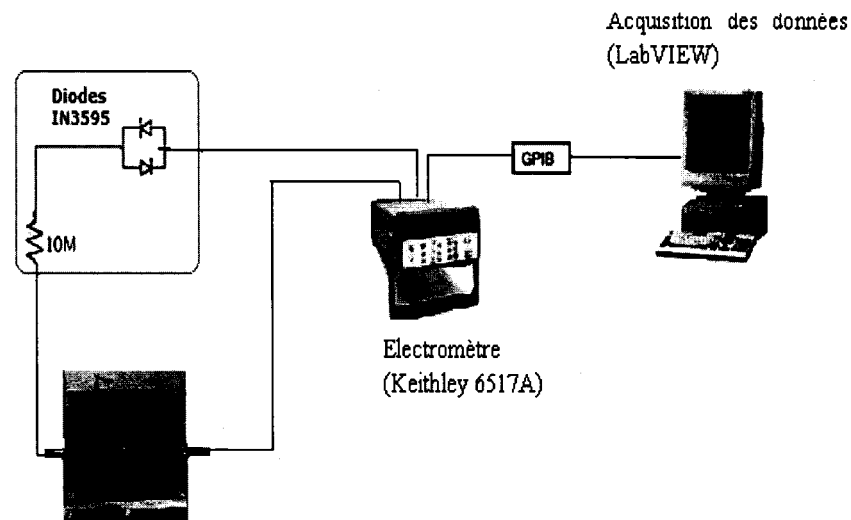 Acquisition des données
(LabVIEW)
Diodes
IN3595
GPIB
10M
Electromètre
(Keithley 6517A)